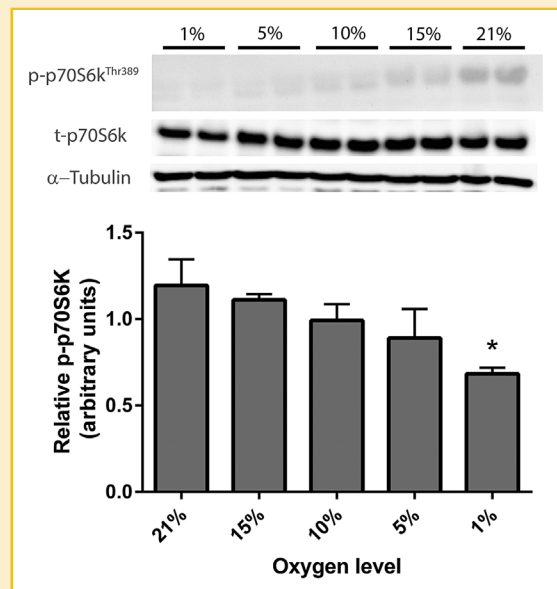 1% 5% 10% 15% 21%
p-p70S6k^Thr389
t-p70S6k
α–Tubulin
1.5
1.0
0.5
0.0
Relative p-p70S6K
(arbitrary units)
*
21% 15% 10% 5% 1%
Oxygen level